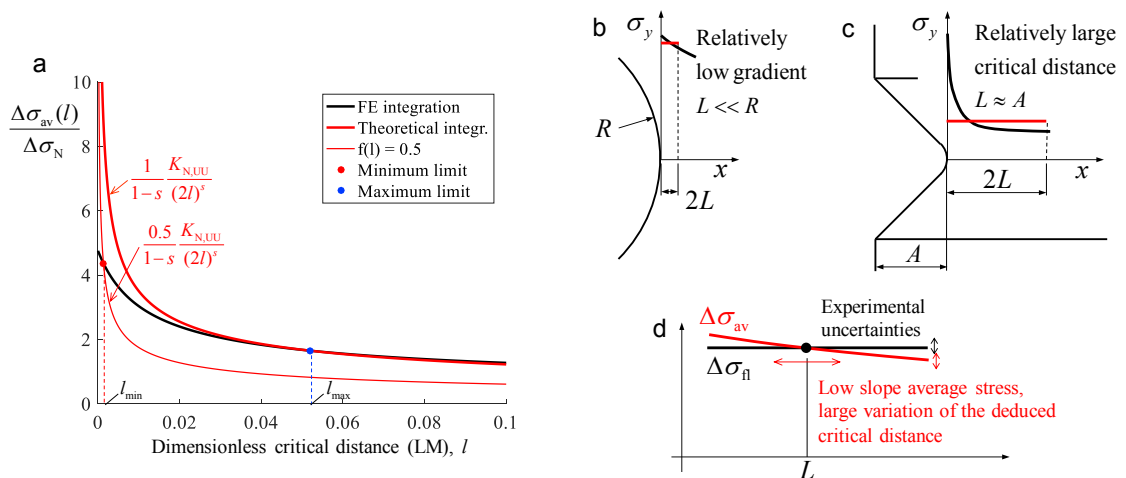 a
10
8
6
4
2
0
Δσav(l)
ΔσN
FE integration
Theoretical integr.
f(l) = 0.5
Minimum limit
Maximum limit
1/(1−s) KN,UU/(2l)^s
0.5/(1−s) KN,UU/(2l)^s
lmin
lmax
0 0.02 0.04 0.06 0.08 0.1
Dimensionless critical distance (LM), l
b
σy
Relatively
low gradient
L << R
R
x
2L
c
σy
Relatively large
critical distance
L ≈ A
x
2L
A
d
Δσav
Experimental
uncertainties
Δσfl
Low slope average stress,
large variation of the deduced
critical distance
L